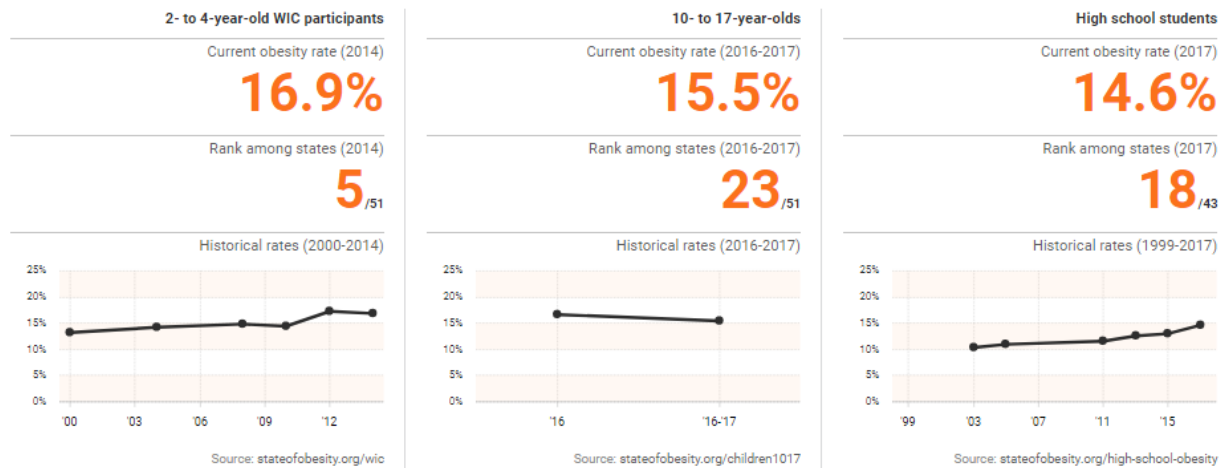 2- to 4-year-old WIC participants
Current obesity rate (2014)
16.9%
Rank among states (2014)
5/51
Historical rates (2000-2014)
25%
20%
15%
10%
5%
0%
'00 '03 '06 '09 '12
Source: stateofobesity.org/wic
10- to 17-year-olds
Current obesity rate (2016-2017)
15.5%
Rank among states (2016-2017)
23/51
Historical rates (2016-2017)
25%
20%
15%
10%
5%
0%
'16 '16-'17
Source: stateofobesity.org/children1017
High school students
Current obesity rate (2017)
14.6%
Rank among states (2017)
18/43
Historical rates (1999-2017)
25%
20%
15%
10%
5%
0%
'99 '03 '07 '11 '15
Source: stateofobesity.org/high-school-obesity